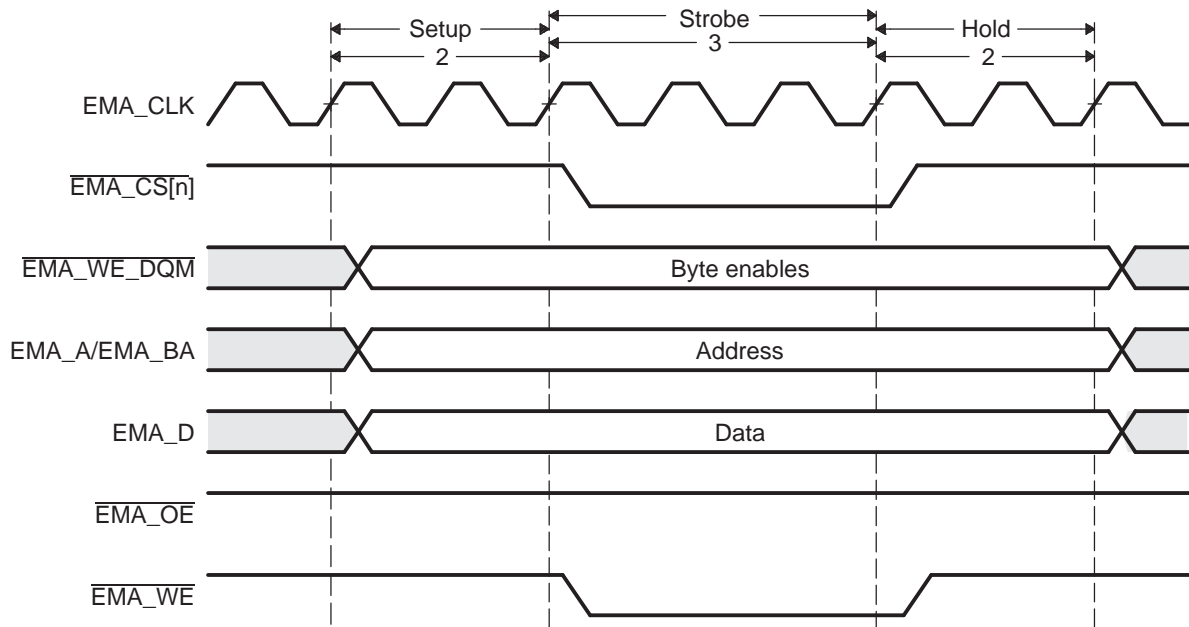 Setup Strobe Hold
2 3 2
EMA_CLK
EMA_CS[n]
EMA_WE_DQM Byte enables
EMA_A/EMA_BA Address
EMA_D Data
EMA_OE
EMA_WE